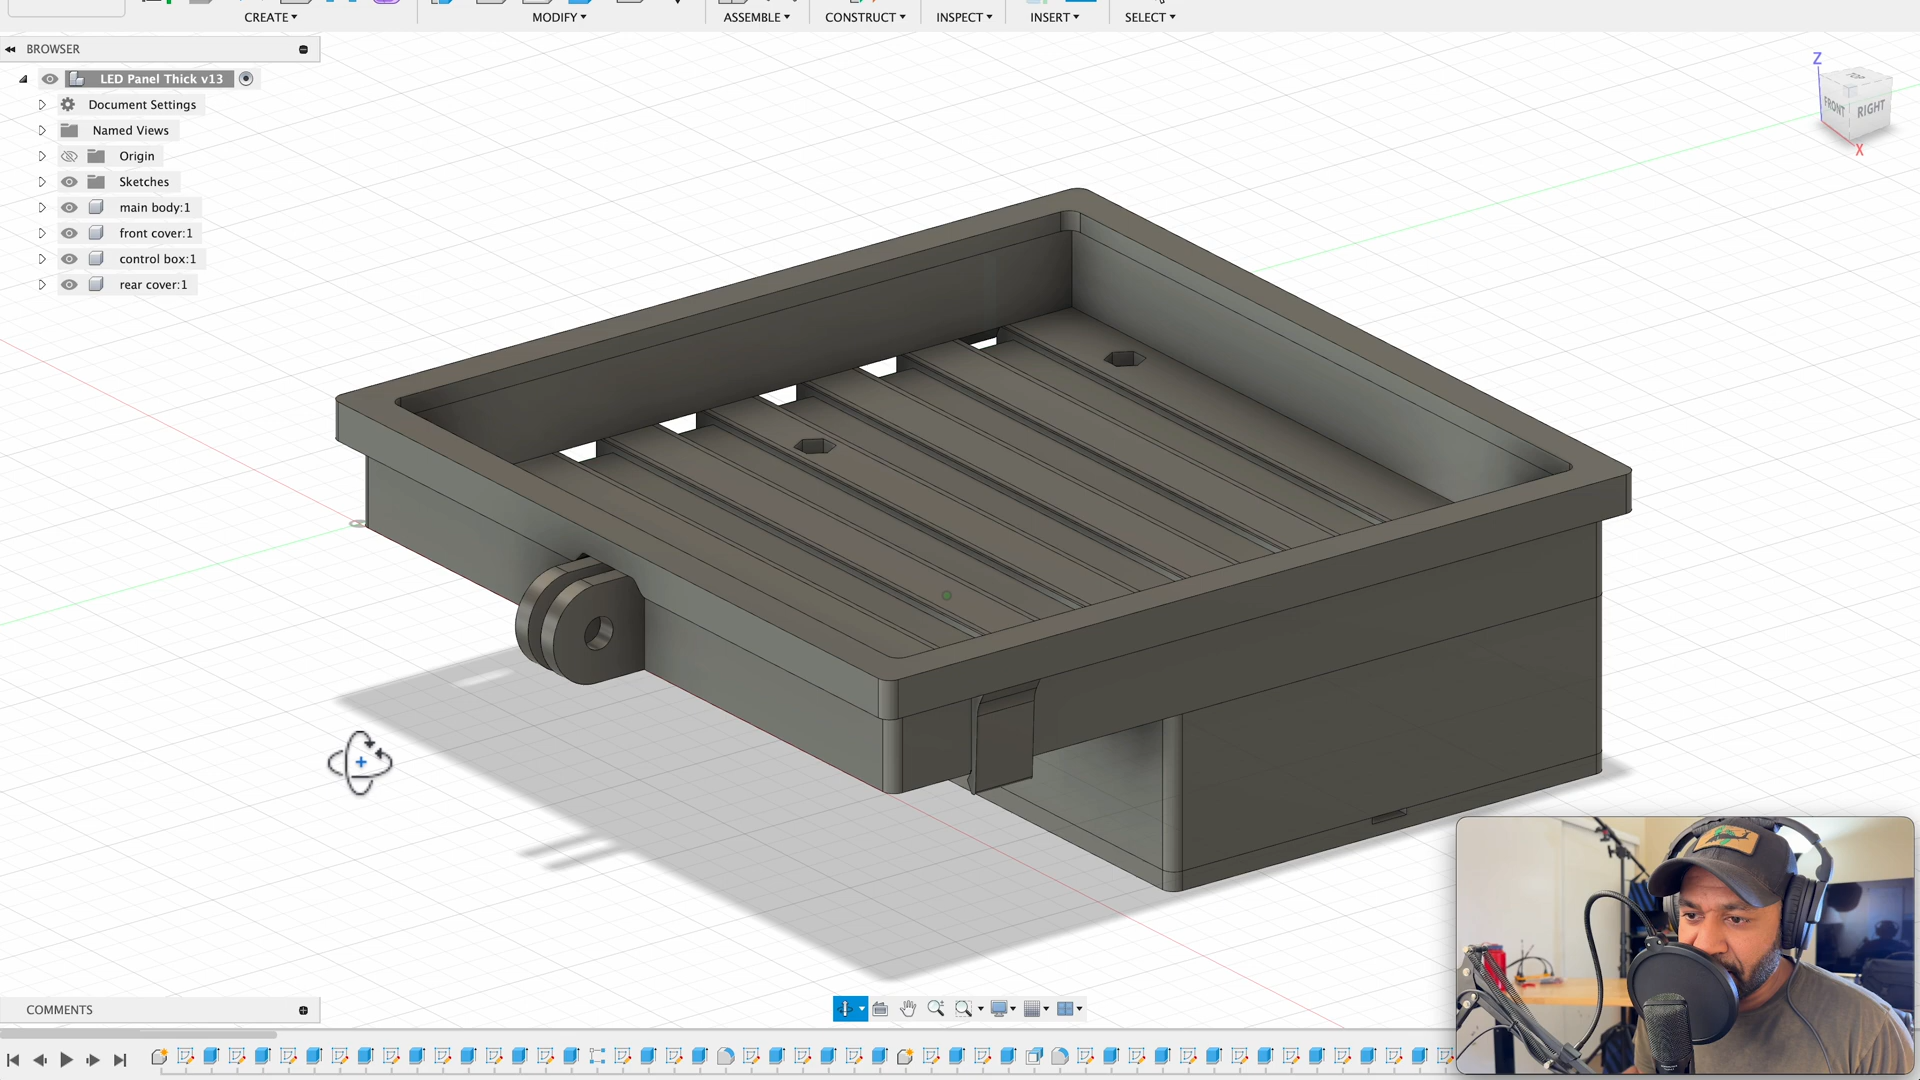 CREATE MODIFY ASSEMBLE CONSTRUCT INSPECT INSERT SELECT
BROWSER
LED Panel Thick v13
Document Settings
Named Views
Origin
Sketches
main body:1
front cover:1
control box:1
rear cover:1
Z
TOP
FRONT RIGHT
X
COMMENTS